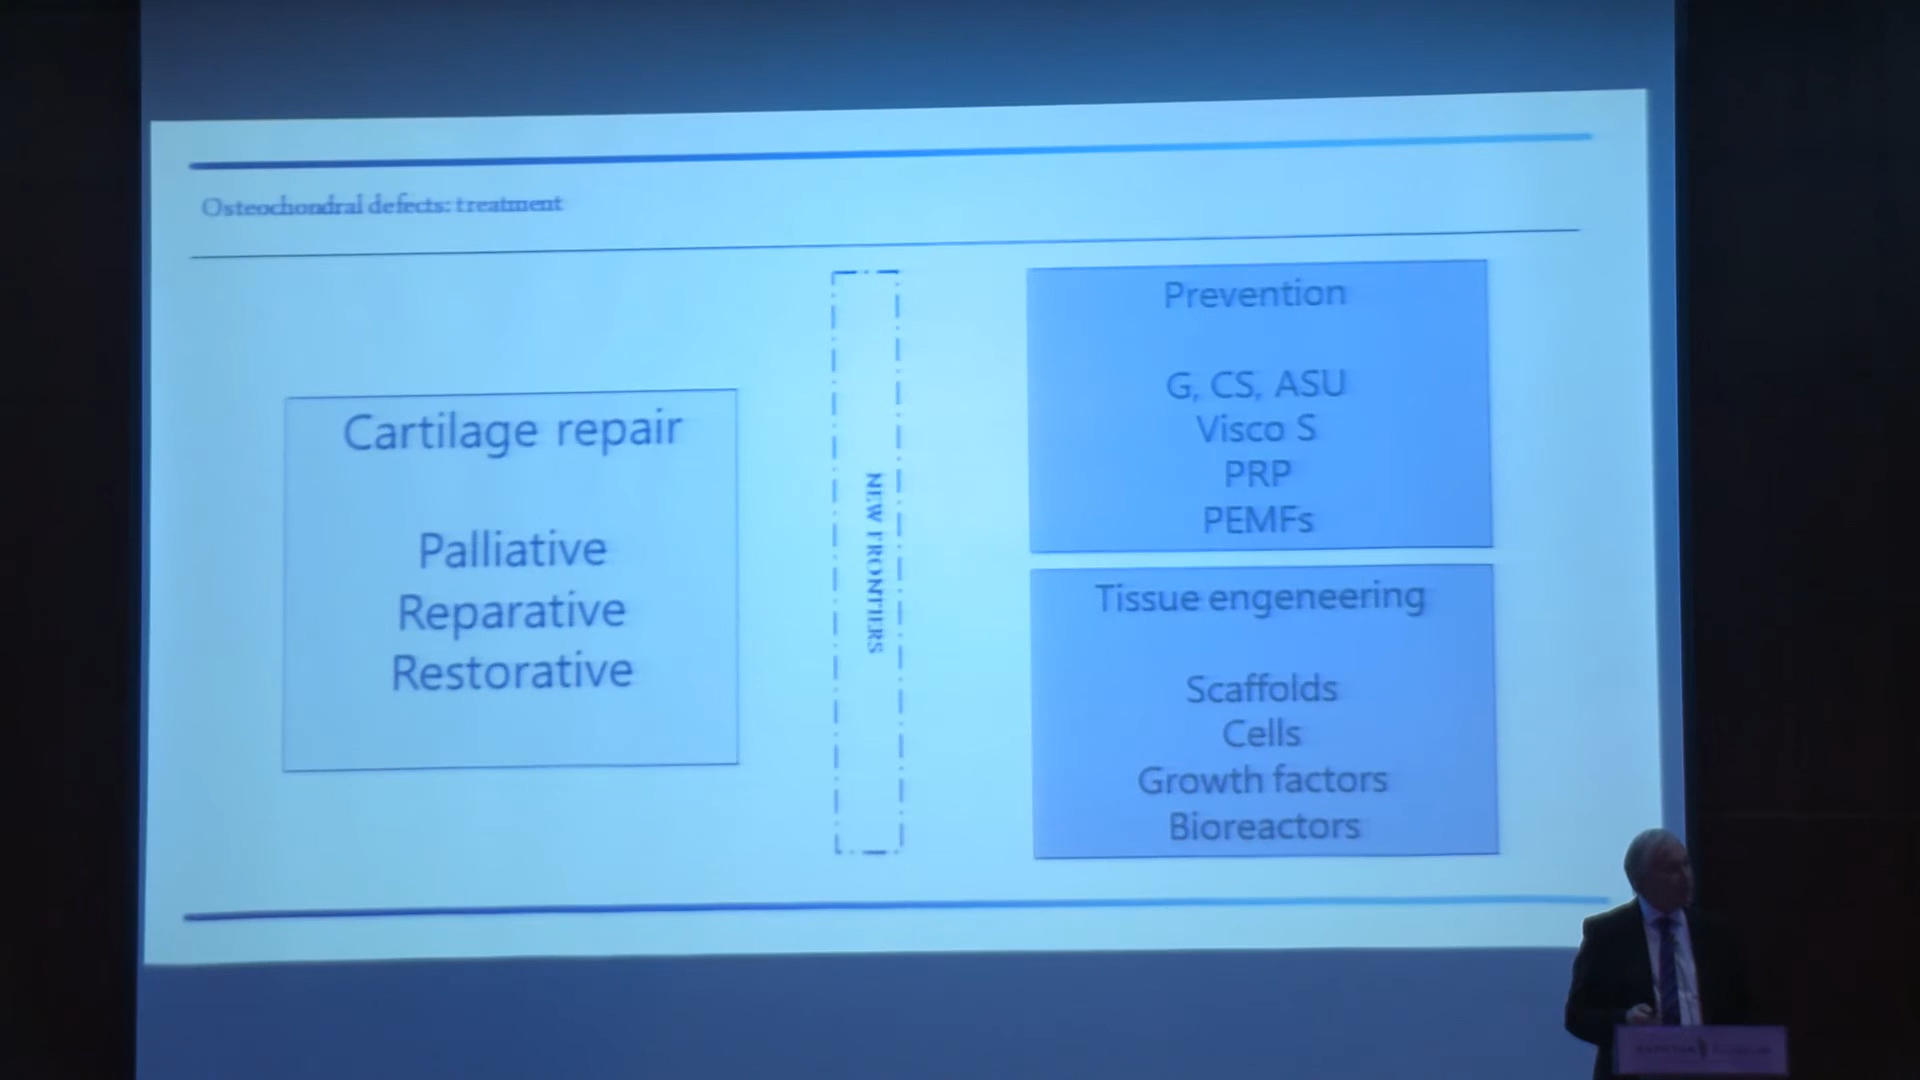 Osteochondral defects: treatment
Cartilage repair
Palliative
Reparative
Restorative
NEW FRONTIERS
Prevention
G, CS, ASU
Visco S
PRP
PEMFs
Tissue engeneering
Scaffolds
Cells
Growth factors
Bioreactors